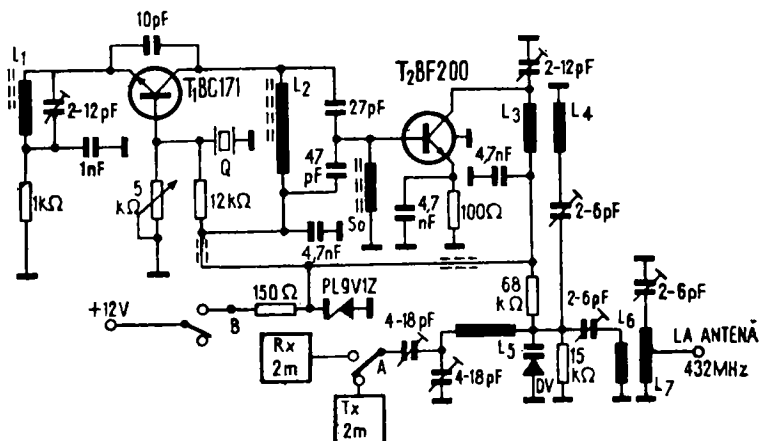 10pF
L1
T1BC171
2-12pF
1nF
1kΩ
5
kΩ
Q
12kΩ
L2
27pF
47
pF
So
4,7nF
T2BF200
2-12pF
L3
L4
4,7nF
4,7
nF
100Ω
2-6pF
+12V
B
150Ω
PL9V1Z
68
kΩ
2-6pF
L6
2-6pF
Rx
2m
A
4-18pF
L5
4-18pF
DV
15
kΩ
L7
LA ANTENĂ
432MHz
Tx
2m